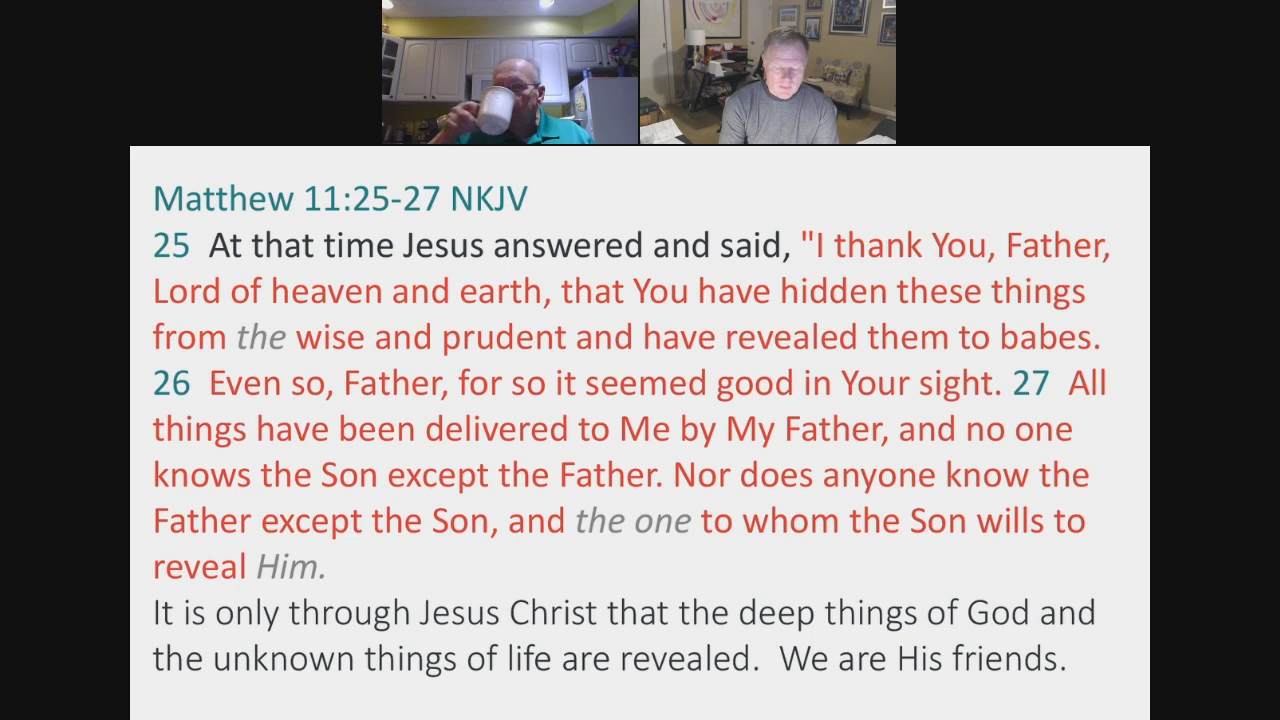 Matthew 11:25-27 NKJV
25  At that time Jesus answered and said, "I thank You, Father,
Lord of heaven and earth, that You have hidden these things
from the wise and prudent and have revealed them to babes.
26  Even so, Father, for so it seemed good in Your sight. 27  All
things have been delivered to Me by My Father, and no one
knows the Son except the Father. Nor does anyone know the
Father except the Son, and the one to whom the Son wills to
reveal Him.
It is only through Jesus Christ that the deep things of God and
the unknown things of life are revealed.  We are His friends.